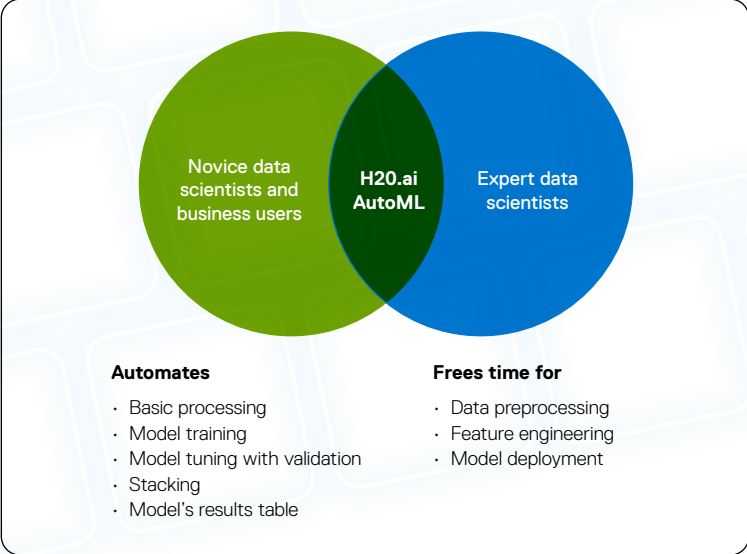 Novice data
scientists and
business users
H20.ai
AutoML
Expert data
scientists
Automates
· Basic processing
· Model training
· Model tuning with validation
· Stacking
· Model’s results table
Frees time for
· Data preprocessing
· Feature engineering
· Model deployment